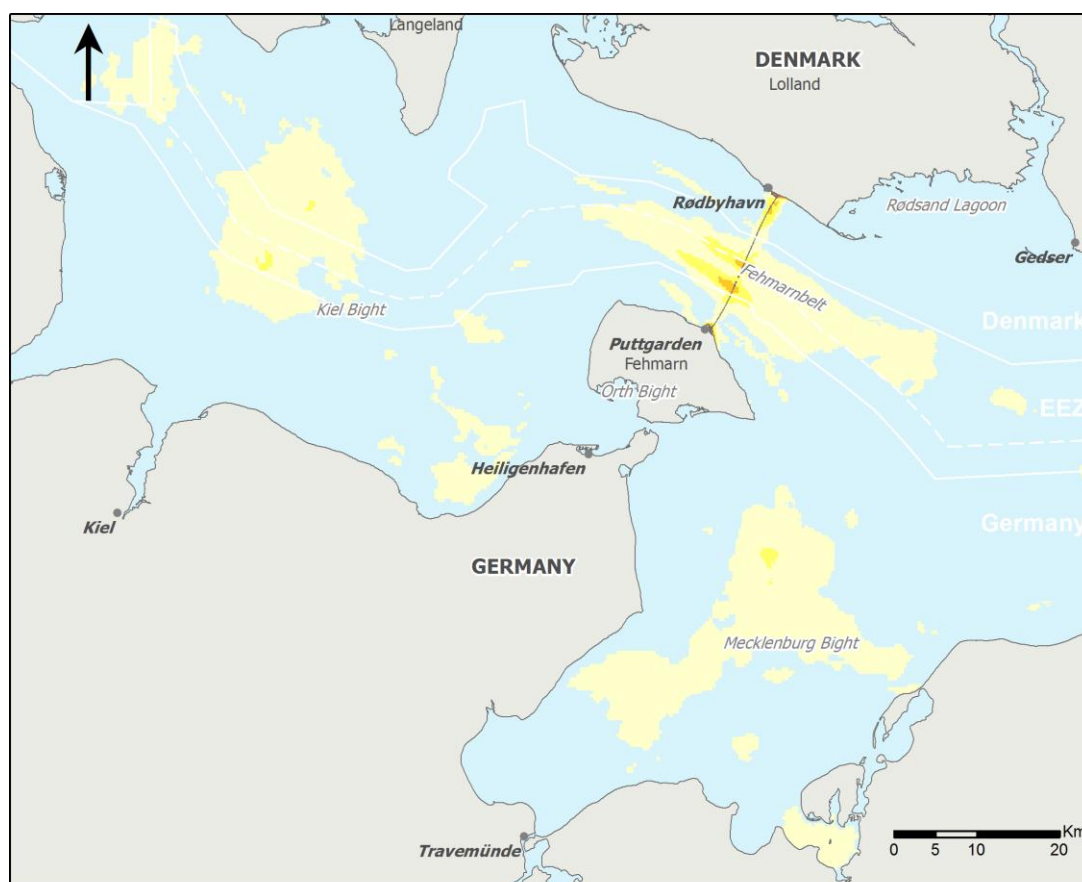 Langeland
DENMARK
Lolland
Rødbyhavn
Rødsand Lagoon
Gedser
Fehmarnbelt
Kiel Bight
Denmark
Puttgarden
Fehmarn
Orth Bight
EEZ
Heiligenhafen
Kiel
Germany
GERMANY
Mecklenburg Bight
Travemünde
Km
0 5 10 20